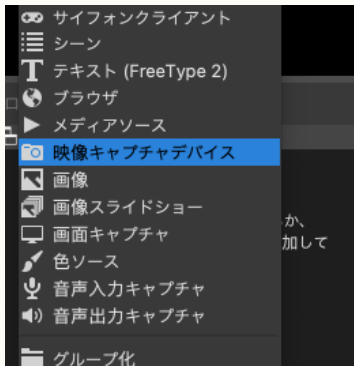 サイフォンクライアント
シーン
テキスト (FreeType 2)
ブラウザ
メディアソース
映像キャプチャデバイス
画像
画像スライドショー
画面キャプチャ
色ソース
音声入力キャプチャ
音声出力キャプチャ
グループ化
か、
加して